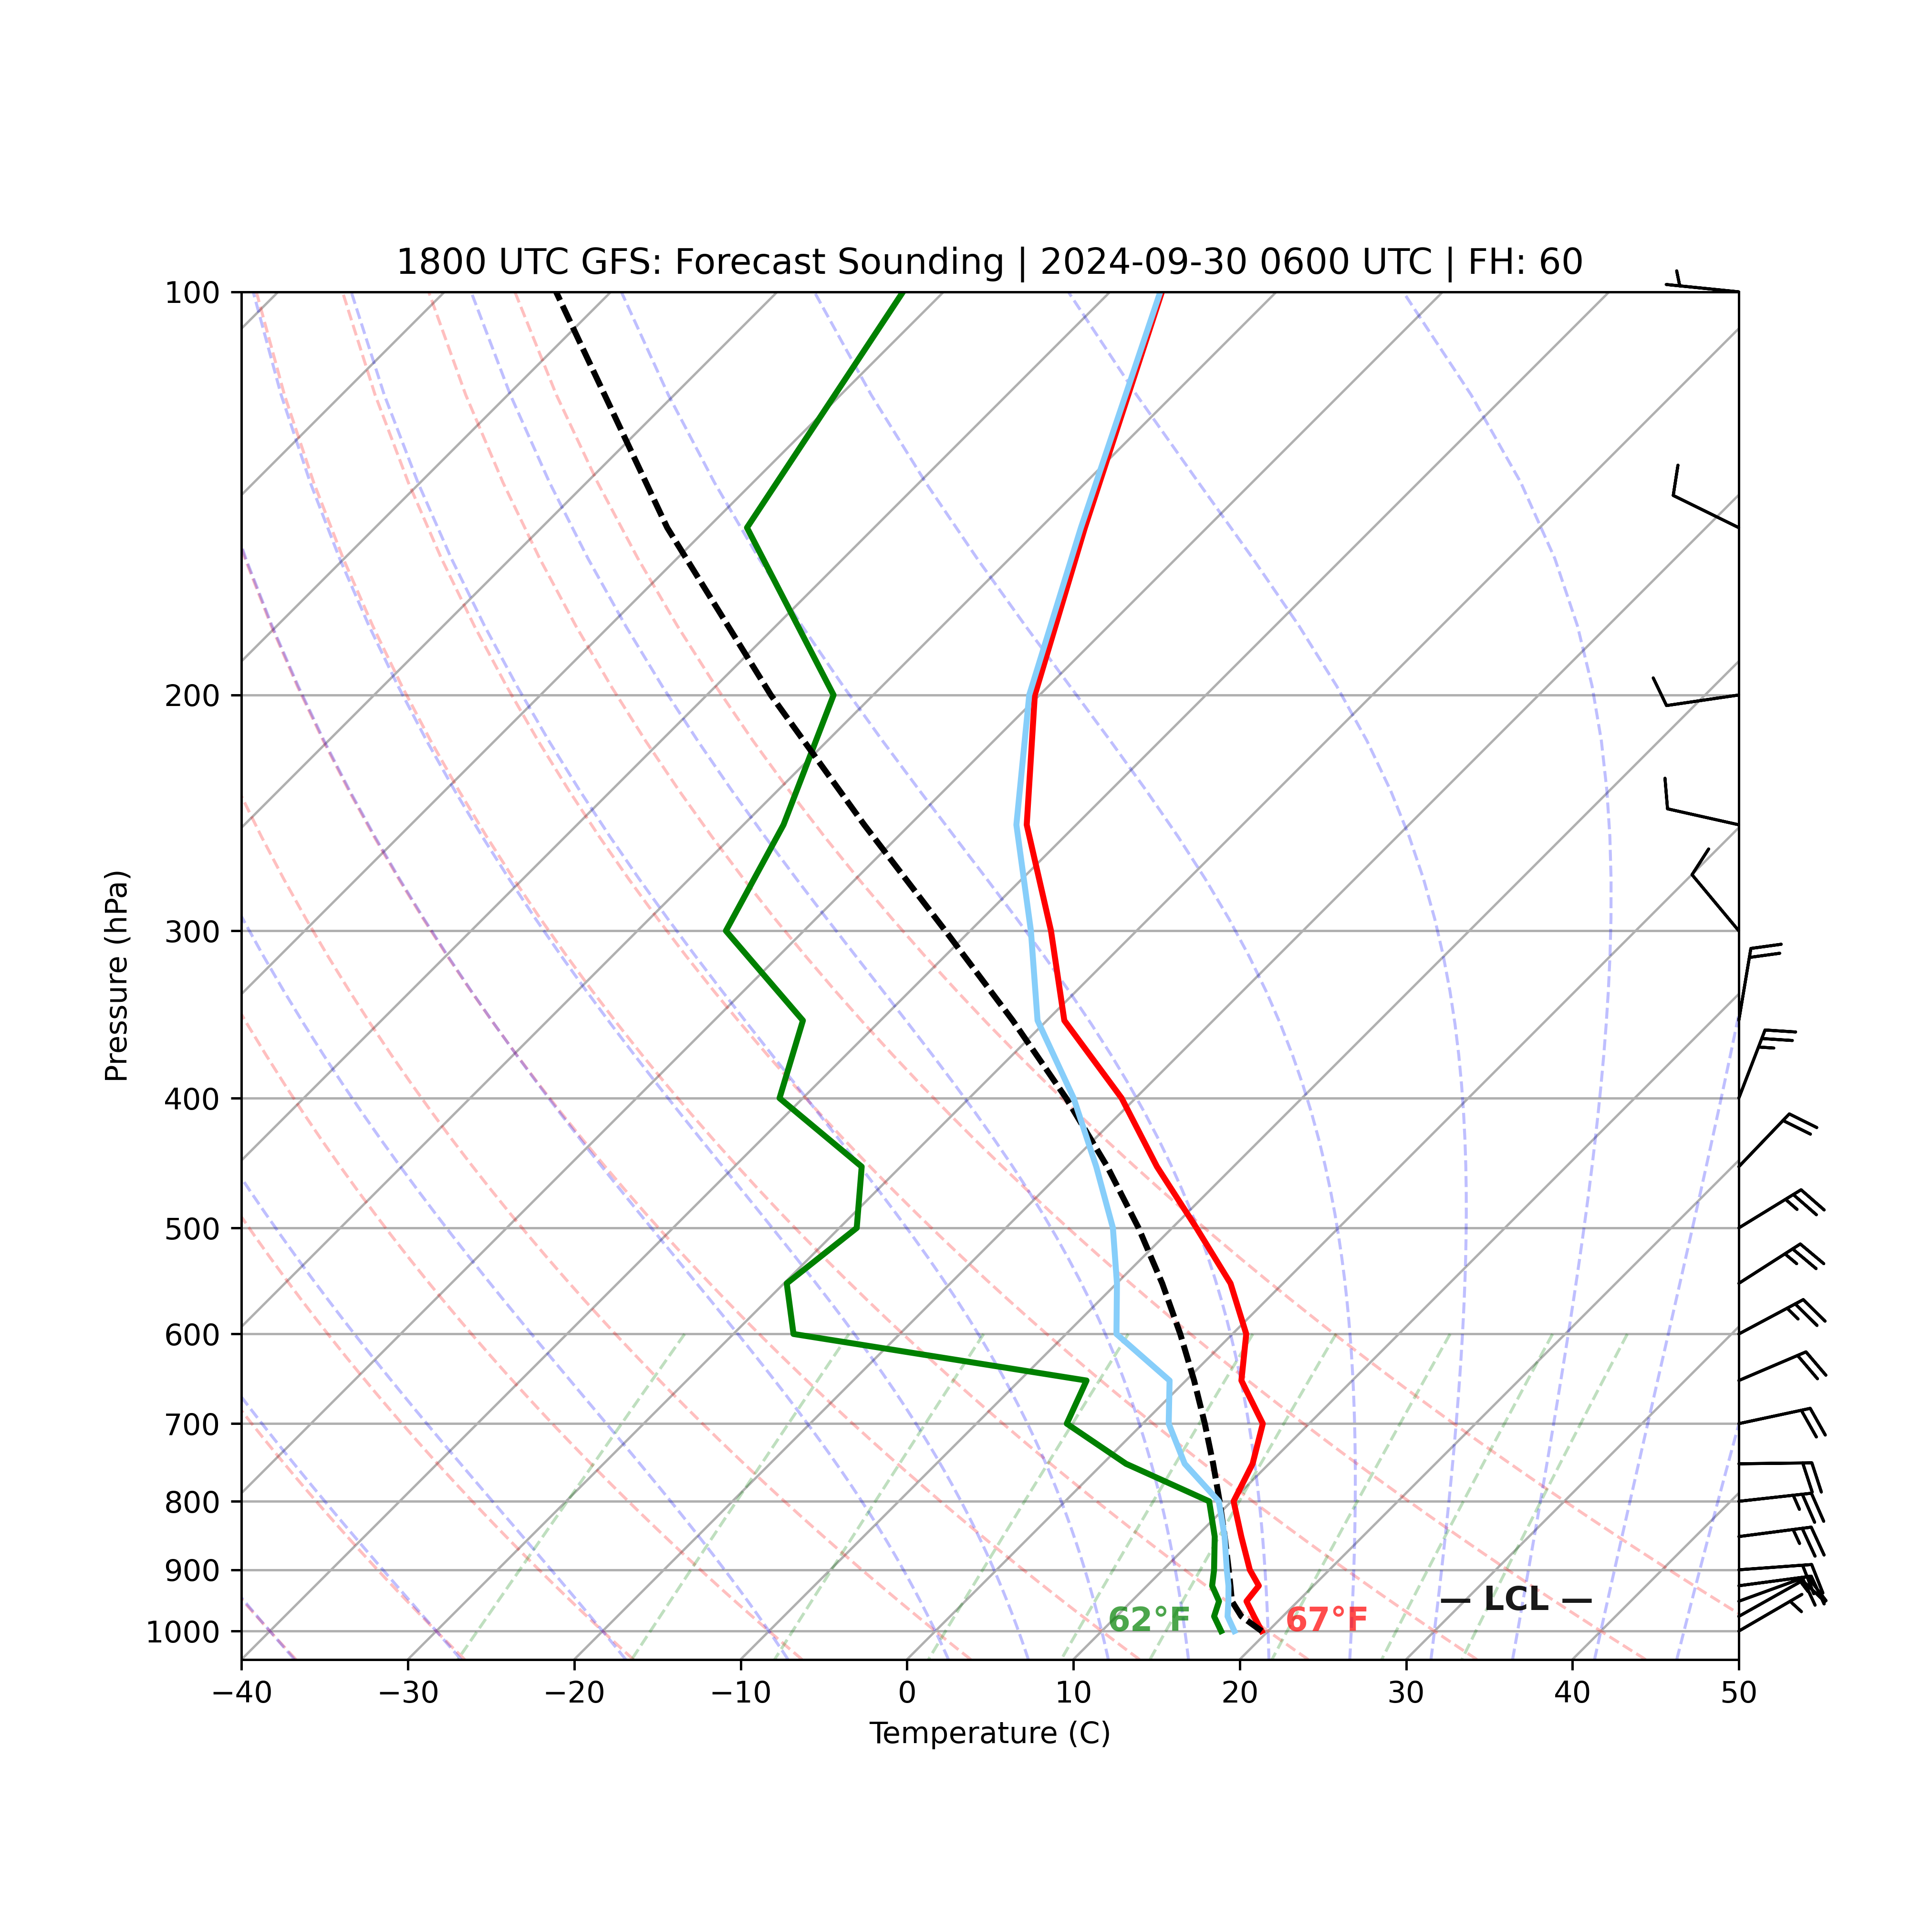 1800 UTC GFS: Forecast Sounding | 2024-09-30 0600 UTC | FH: 60
100
200
300
400
500
600
700
800
900
1000
Pressure (hPa)
62°F
67°F
— LCL —
−40 −30 −20 −10 0 10 20 30 40 50
Temperature (C)